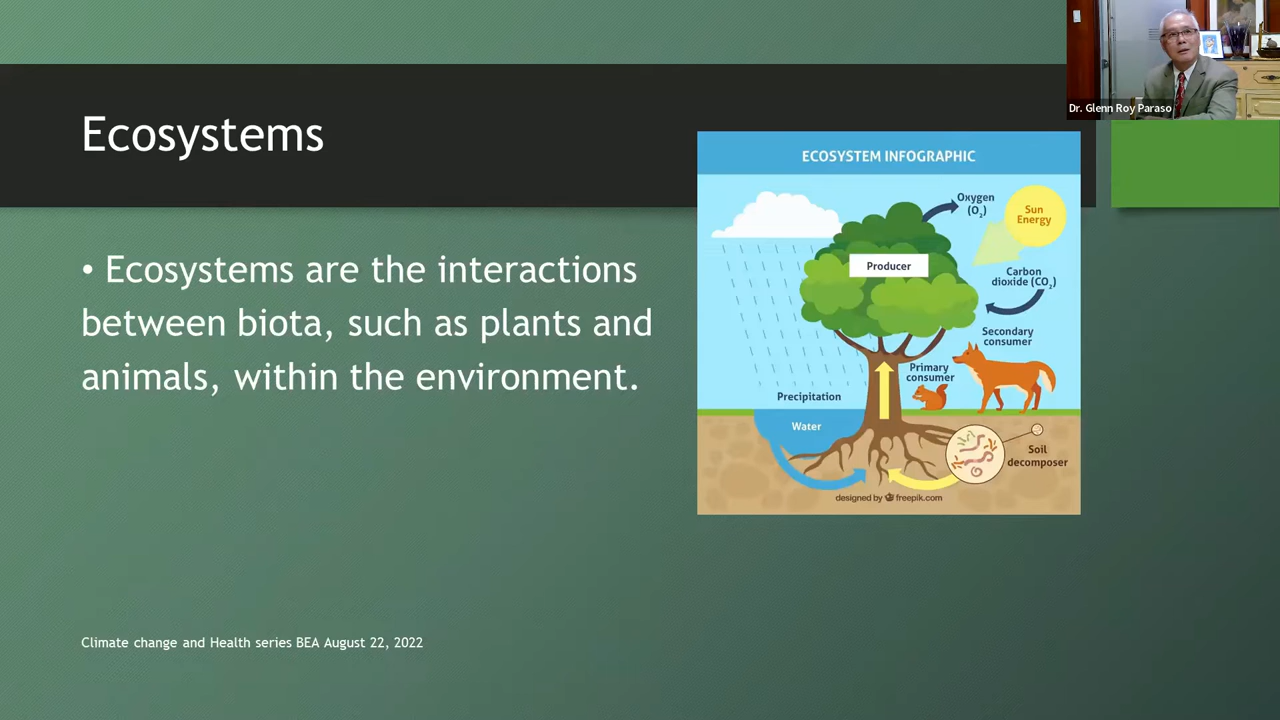 Dr. Glenn Roy Paraso
Ecosystems
• Ecosystems are the interactions
between biota, such as plants and
animals, within the environment.
ECOSYSTEM INFOGRAPHIC
Oxygen
(O₂)
Sun
Energy
Producer
Carbon
dioxide (CO₂)
Secondary
consumer
Primary
consumer
Precipitation
Water
Soil
decomposer
designed by freepik.com
Climate change and Health series BEA August 22, 2022